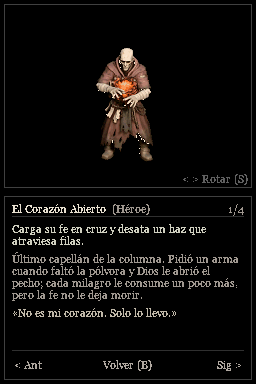 < > Rotar (S)
El Corazón Abierto (Héroe) 1/4
Carga su fe en cruz y desata un haz que
atraviesa filas.
Último capellán de la columna. Pidió un arma
cuando faltó la pólvora y Dios le abrió el
pecho; cada milagro le consume un poco más,
pero la fe no le deja morir.
«No es mi corazón. Solo lo llevo.»
< Ant Volver (B) Sig >